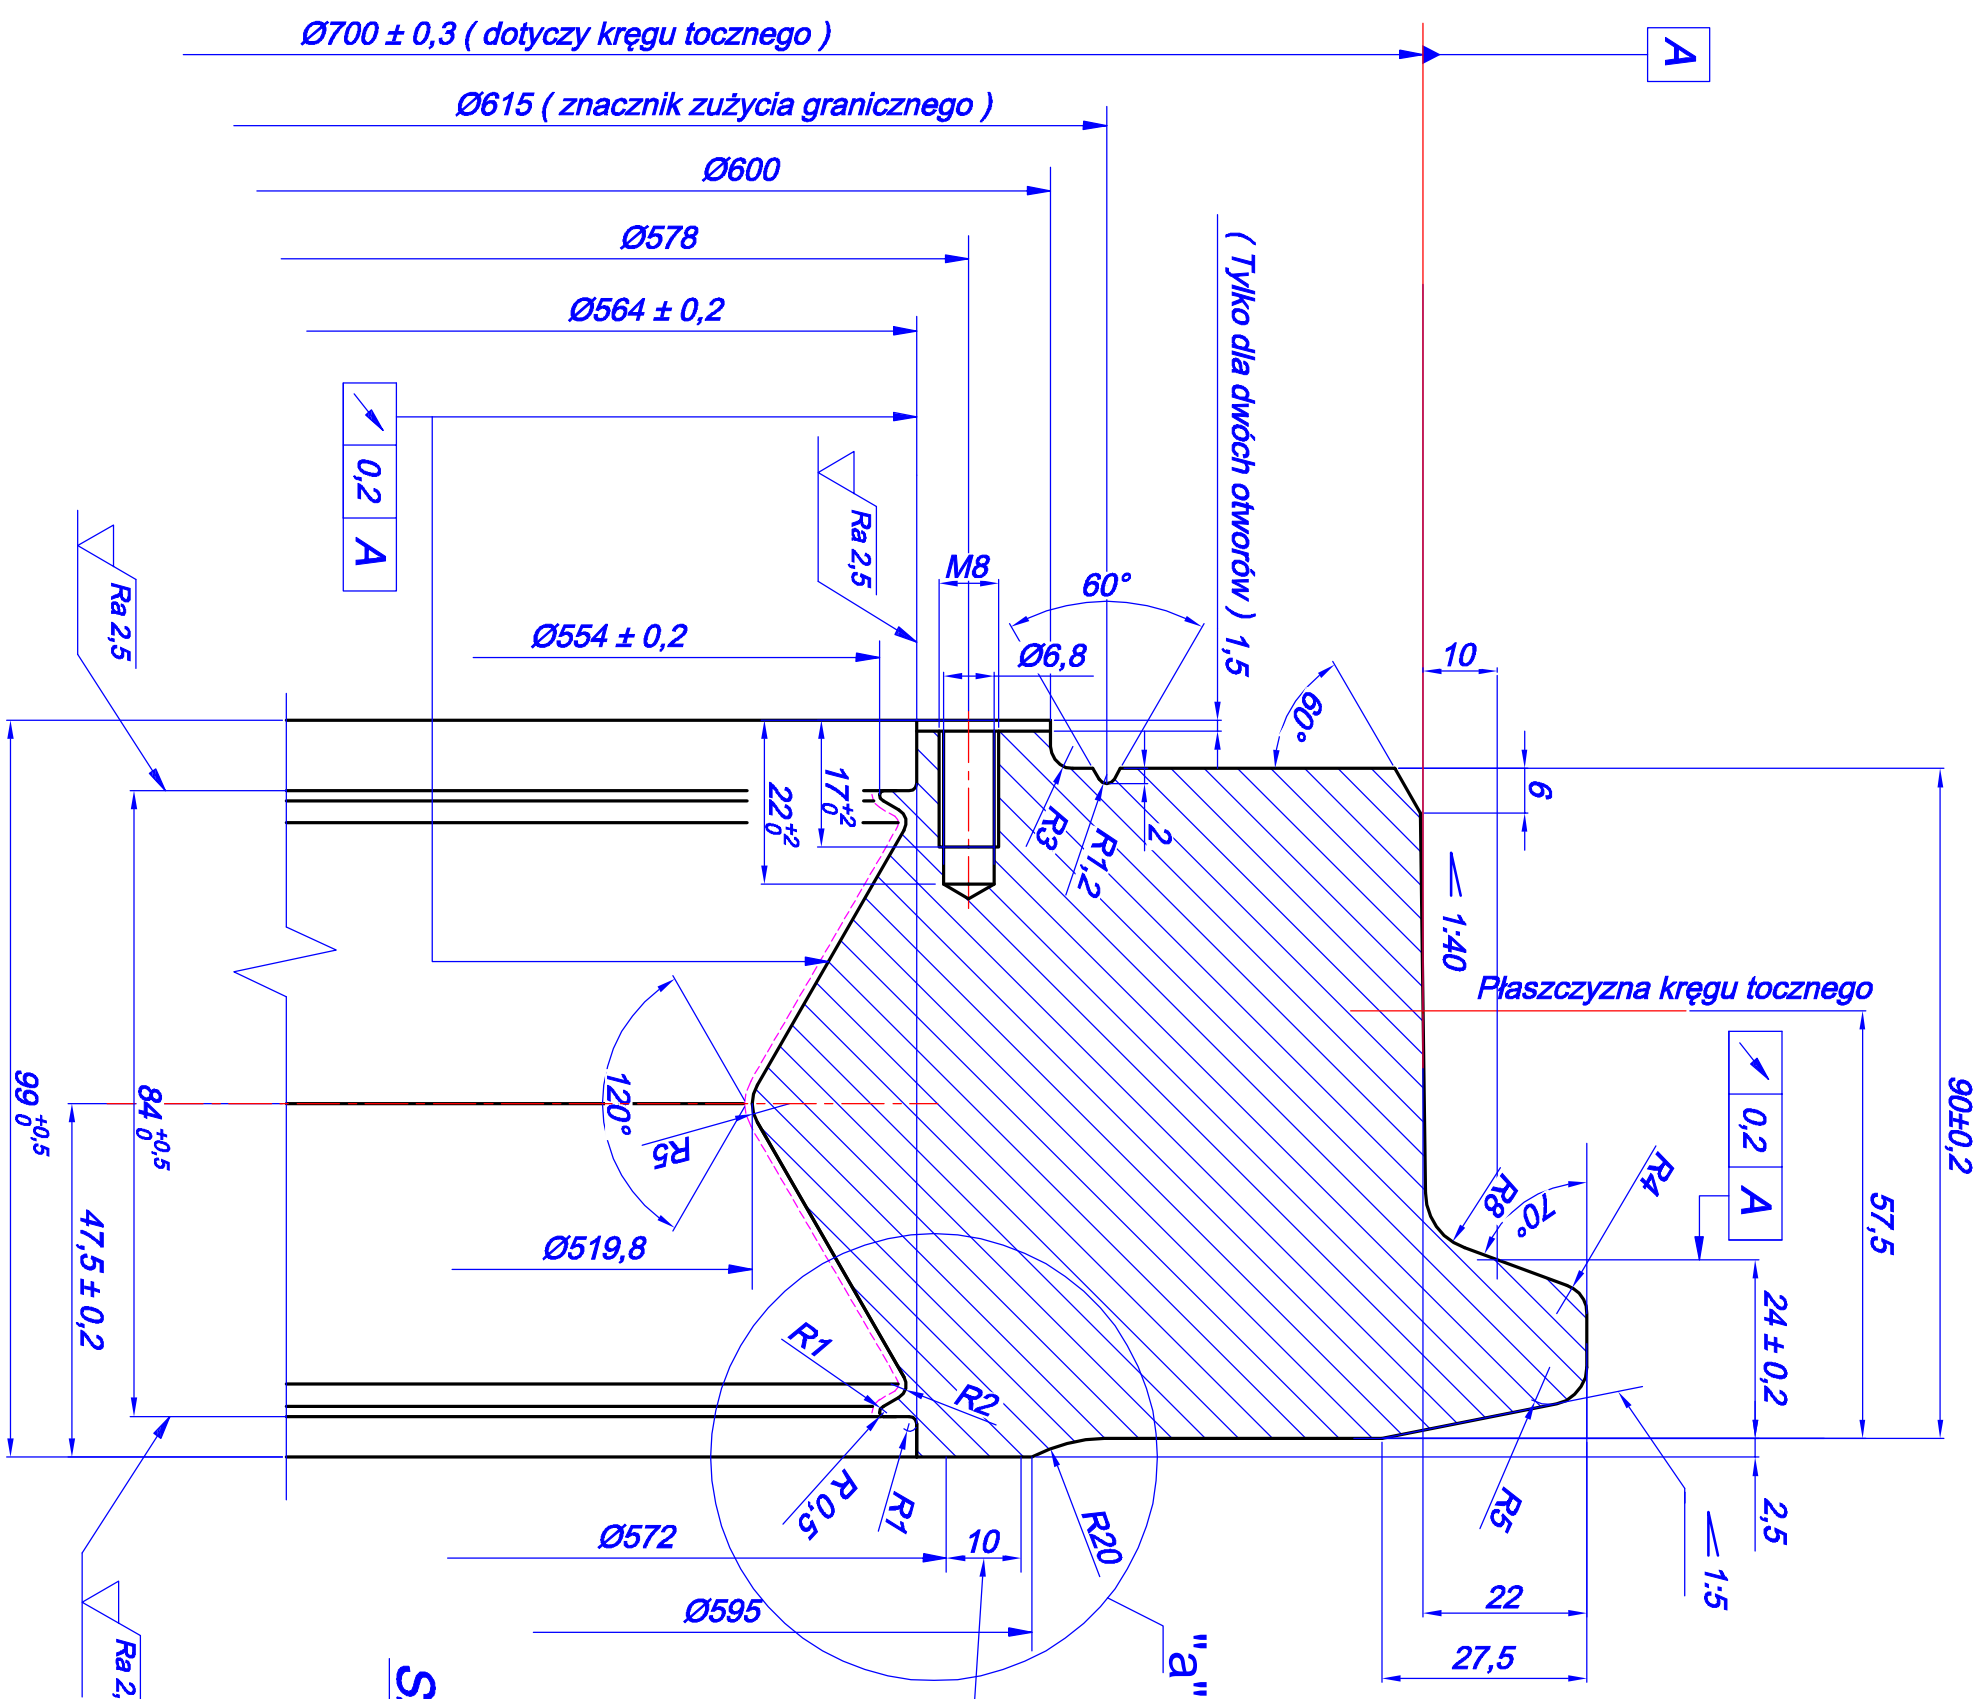 Ø700 ± 0,3 ( dotyczy kręgu tocznego )
A
Ø615 ( znacznik zużycia granicznego )
Ø600
Ø578
Ø564 ± 0,2
( Tylko dla dwóch otworów ) 1,5
0,2 A
Ra 2,5
Ra 2,5
M8
60°
Ø554 ± 0,2
Ø6,8
10
60°
6
17 +2 0
22 +2 0
R3
R1,2
2
1:40
Płaszczyzna kręgu tocznego
0,2 A
90±0,2
57,5
99 +0,5 0
84 +0,5 0
47,5 ± 0,2
120°
R5
Ø519,8
R4
R8
70°
24 ± 0,2
R1
R2
R 0,5
R1
R20
R5
2,5
1:5
Ø572
10
22
Ø595
27,5
"a"
Ra 2,
S